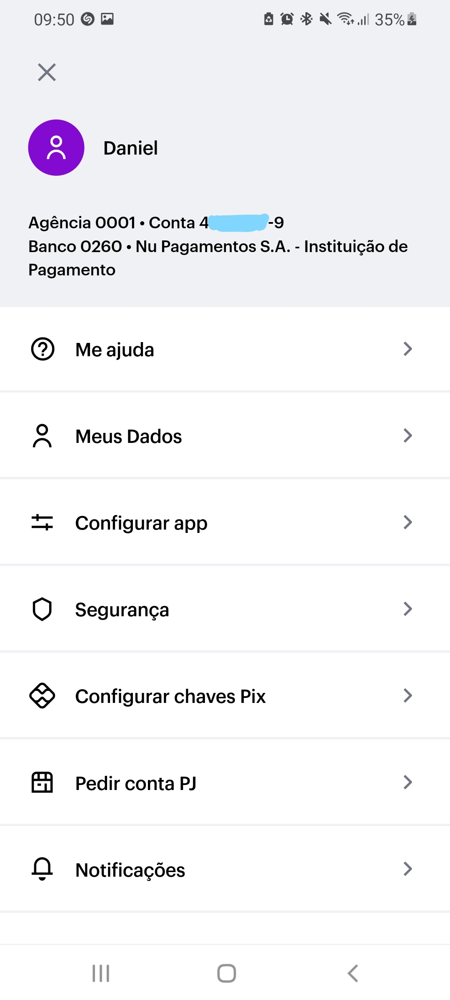 09:50 35%
Daniel
Agência 0001 • Conta 4 -9
Banco 0260 • Nu Pagamentos S.A. - Instituição de
Pagamento
Me ajuda
Meus Dados
Configurar app
Segurança
Configurar chaves Pix
Pedir conta PJ
Notificações